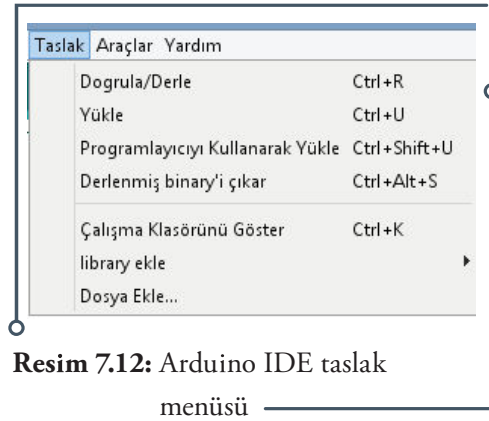 Taslak Araçlar Yardım
Dogrula/Derle Ctrl+R
Yükle Ctrl+U
Programlayıcıyı Kullanarak Yükle Ctrl+Shift+U
Derlenmiş binary'i çıkar Ctrl+Alt+S
Çalışma Klasörünü Göster Ctrl+K
library ekle
Dosya Ekle...
Resim 7.12: Arduino IDE taslak
menüsü